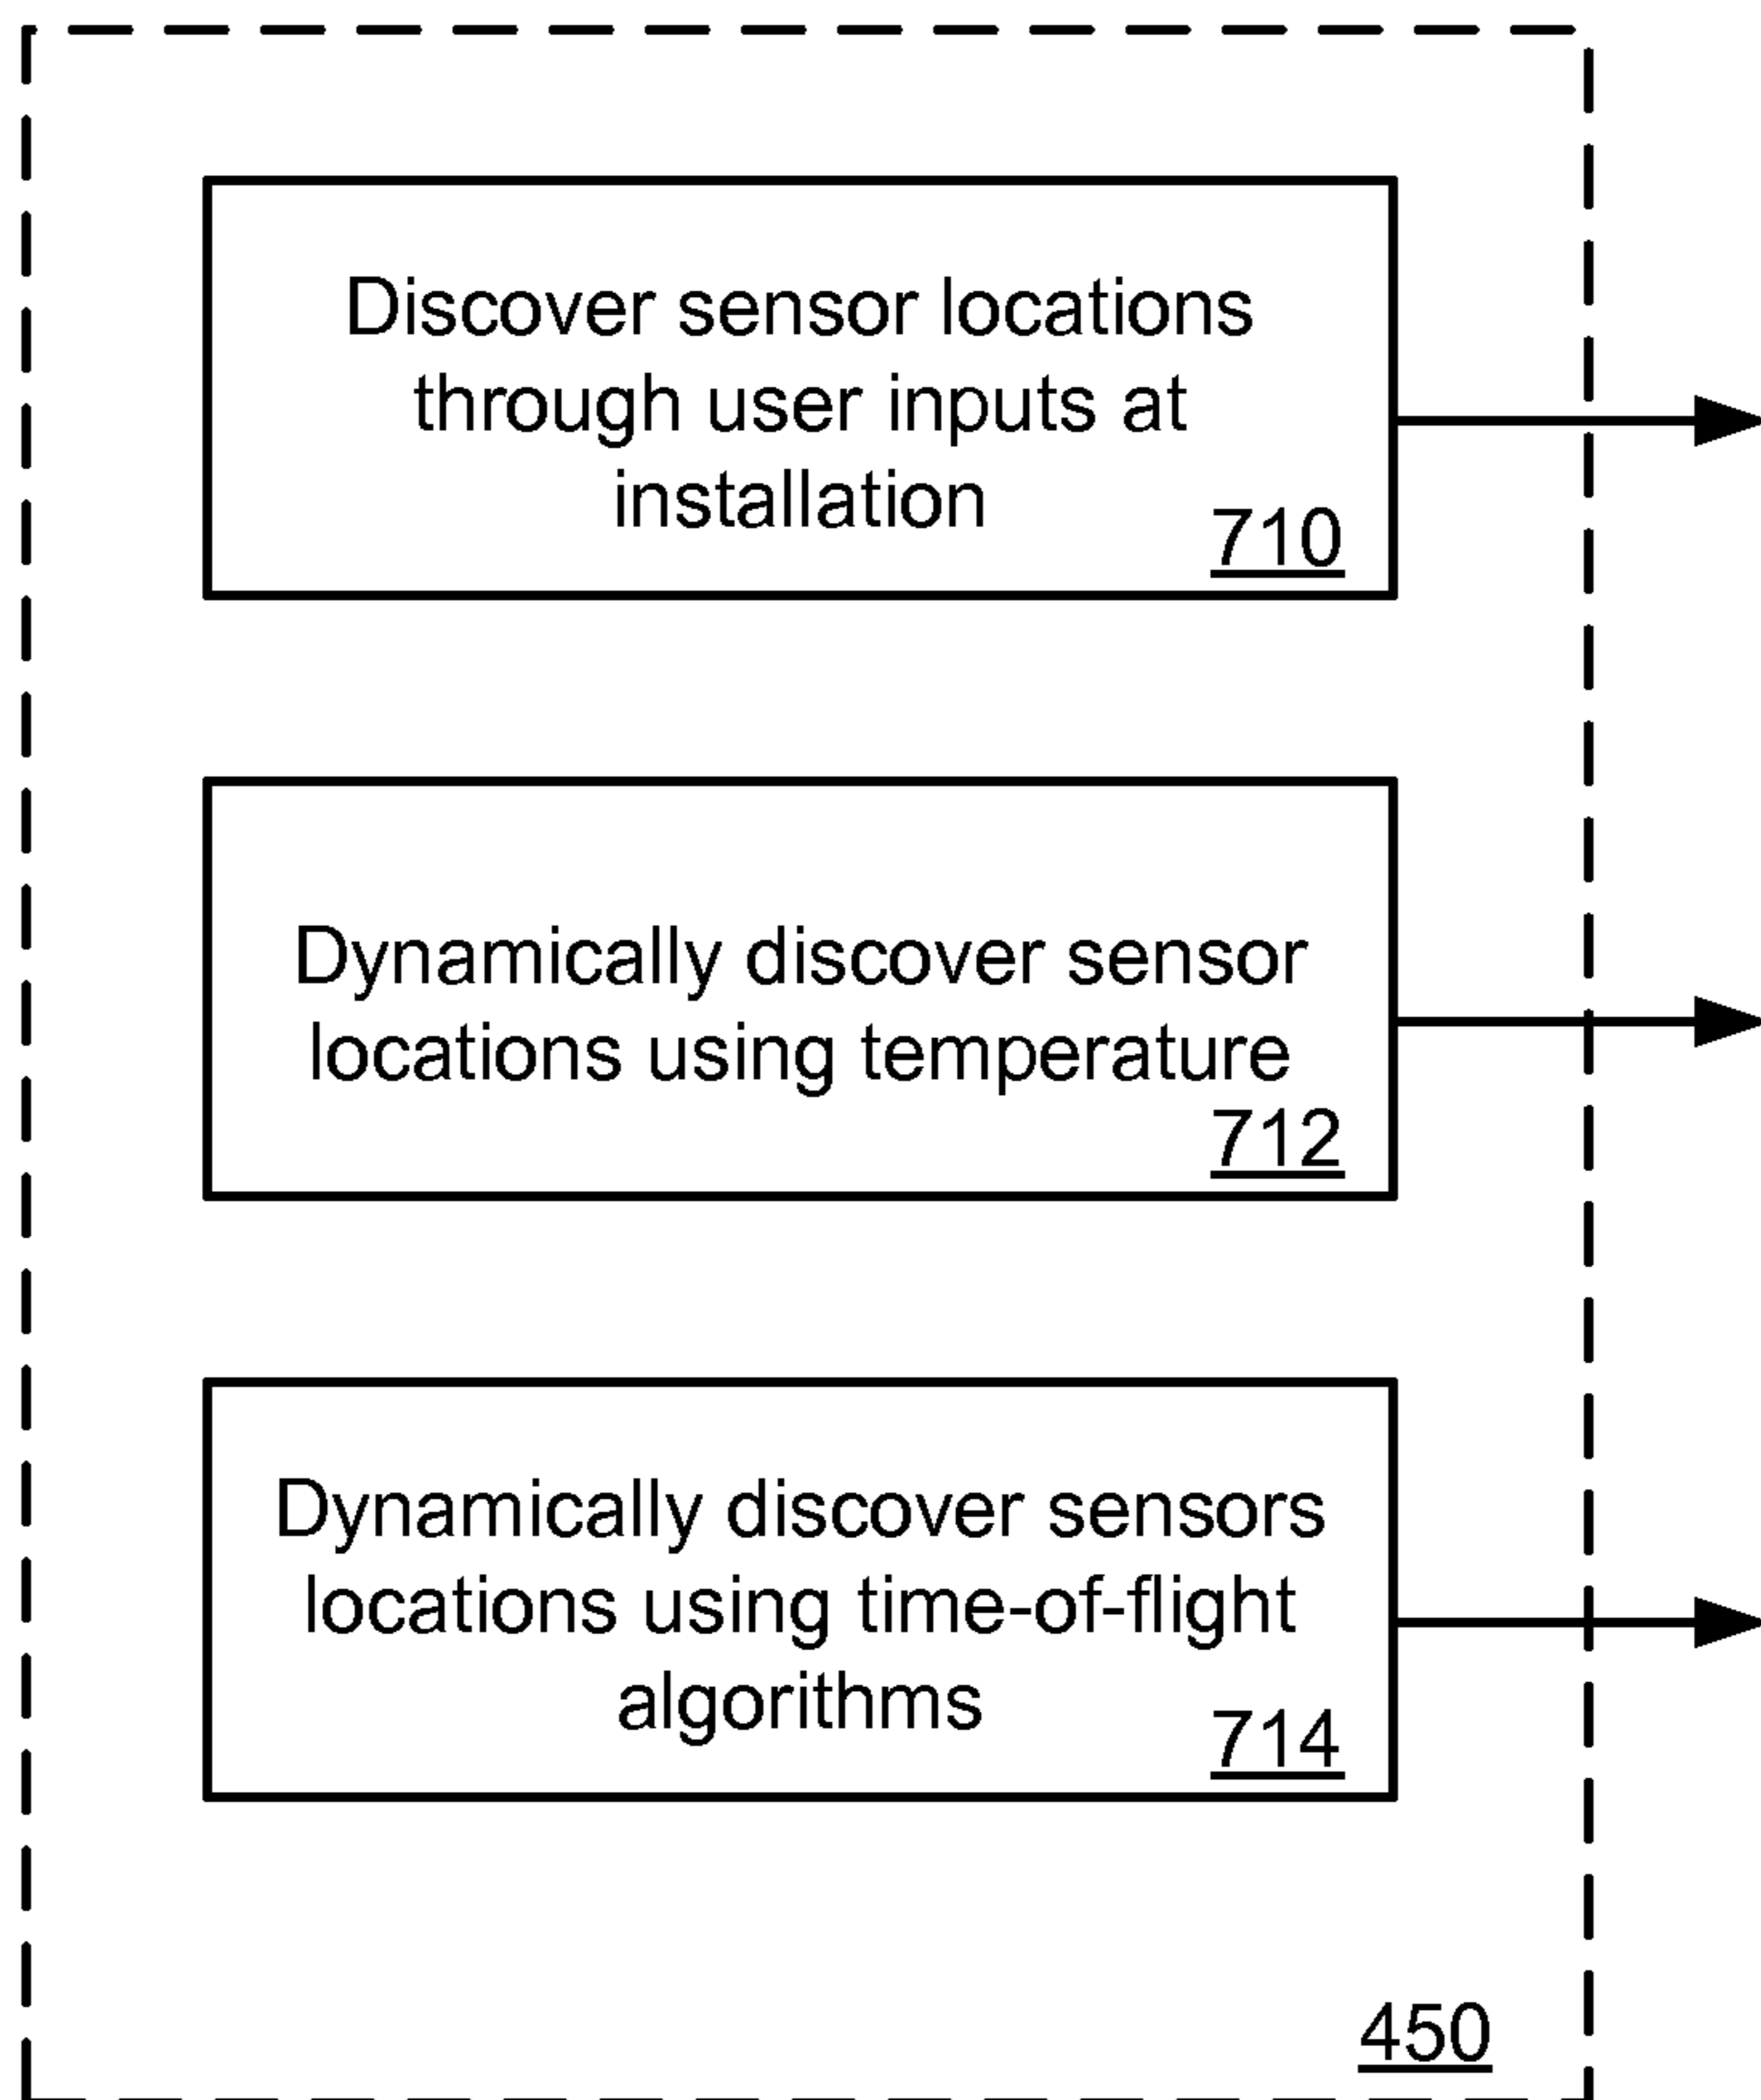 Discover sensor locations
through user inputs at
installation
710
Dynamically discover sensor
locations using temperature
712
Dynamically discover sensors
locations using time-of-flight
algorithms
714
450